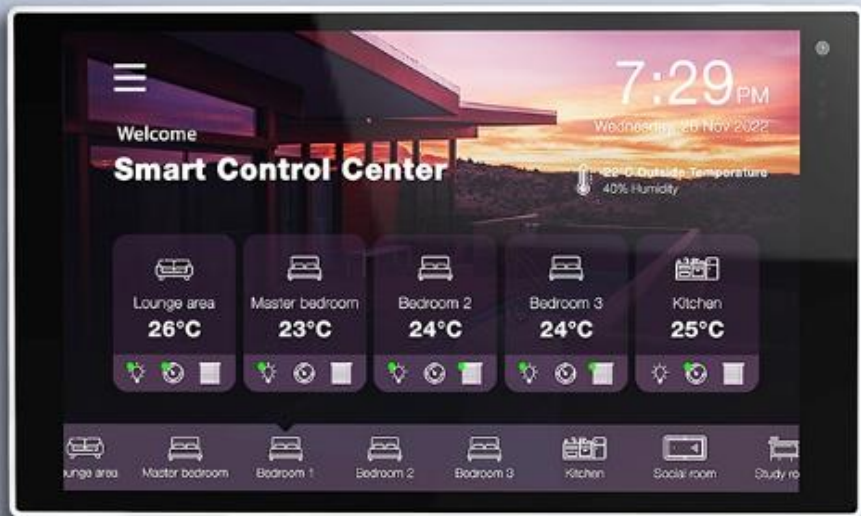 7:29 PM
Wednesday, 26 Nov 2022
Welcome
Smart Control Center
22°C Outside Temperature
40% Humidity
Lounge area
26°C
Master bedroom
23°C
Bedroom 2
24°C
Bedroom 3
24°C
Kitchen
25°C
unge area
Master bedroom
Bedroom 1
Bedroom 2
Bedroom 3
Kitchen
Social room
Study ro